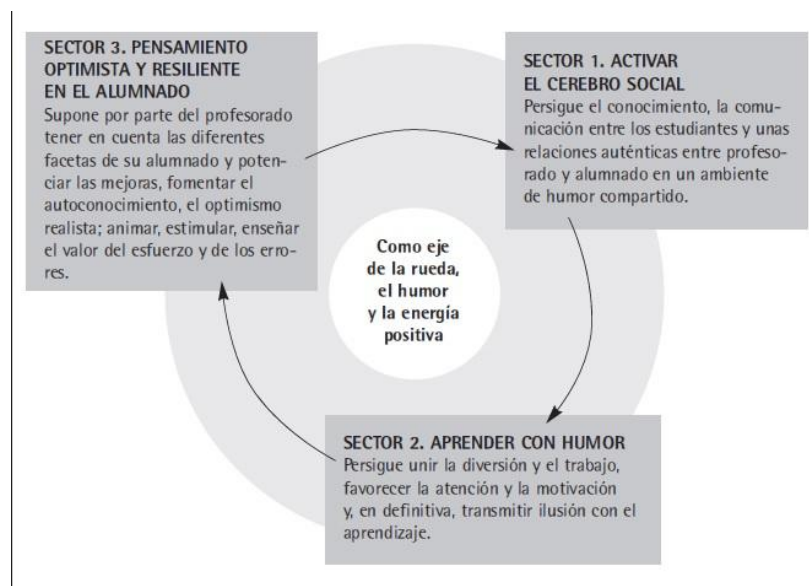 SECTOR 3. PENSAMIENTO
OPTIMISTA Y RESILIENTE
EN EL ALUMNADO
Supone por parte del profesorado
tener en cuenta las diferentes
facetas de su alumnado y poten-
ciar las mejoras, fomentar el
autoconocimiento, el optimismo
realista; animar, estimular, enseñar
el valor del esfuerzo y de los erro-
res.
SECTOR 1. ACTIVAR
EL CEREBRO SOCIAL
Persigue el conocimiento, la comu-
nicación entre los estudiantes y unas
relaciones auténticas entre profeso-
rado y alumnado en un ambiente
de humor compartido.
Como eje
de la rueda,
el humor
y la energía
positiva
SECTOR 2. APRENDER CON HUMOR
Persigue unir la diversión y el trabajo,
favorecer la atención y la motivación
y, en definitiva, transmitir ilusión con el
aprendizaje.